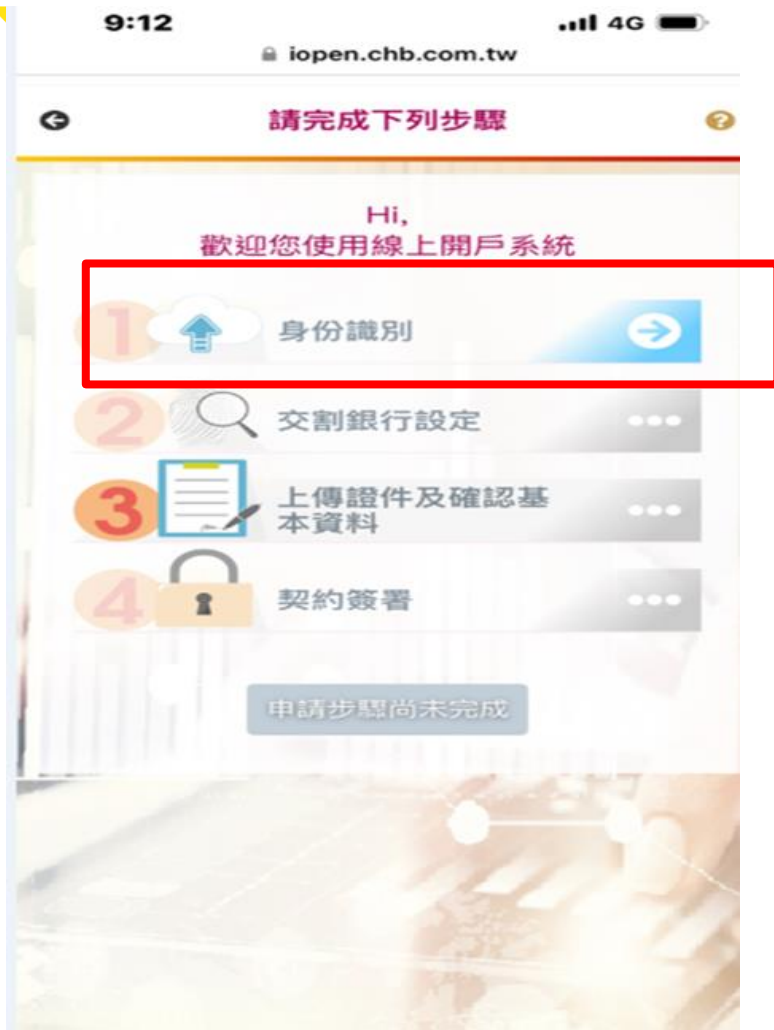 9:12
4G
iopen.chb.com.tw
請完成下列步驟
?
Hi,
歡迎您使用線上開戶系統
1
身份識別
2
交割銀行設定
3
上傳證件及確認基
本資料
4
契約簽署
申請步驟尚未完成